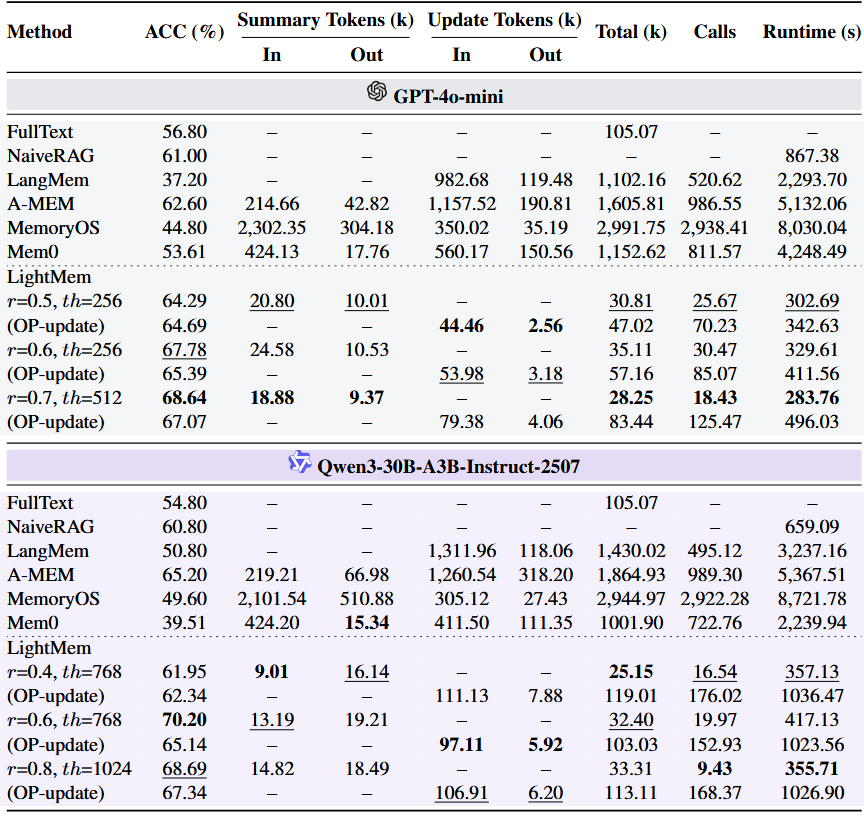 Method ACC (%) Summary Tokens (k) Update Tokens (k) Total (k) Calls Runtime (s)
In Out In Out
GPT-4o-mini
FullText 56.80 – – – – 105.07 – –
NaiveRAG 61.00 – – – – – – 867.38
LangMem 37.20 – – 982.68 119.48 1,102.16 520.62 2,293.70
A-MEM 62.60 214.66 42.82 1,157.52 190.81 1,605.81 986.55 5,132.06
MemoryOS 44.80 2,302.35 304.18 350.02 35.19 2,991.75 2,938.41 8,030.04
Mem0 53.61 424.13 17.76 560.17 150.56 1,152.62 811.57 4,248.49
LightMem
r=0.5, th=256 64.29 20.80 10.01 – – 30.81 25.67 302.69
(OP-update) 64.69 – – 44.46 2.56 47.02 70.23 342.63
r=0.6, th=256 67.78 24.58 10.53 – – 35.11 30.47 329.61
(OP-update) 65.39 – – 53.98 3.18 57.16 85.07 411.56
r=0.7, th=512 68.64 18.88 9.37 – – 28.25 18.43 283.76
(OP-update) 67.07 – – 79.38 4.06 83.44 125.47 496.03
Qwen3-30B-A3B-Instruct-2507
FullText 54.80 – – – – 105.07 – –
NaiveRAG 60.80 – – – – – – 659.09
LangMem 50.80 – – 1,311.96 118.06 1,430.02 495.12 3,237.16
A-MEM 65.20 219.21 66.98 1,260.54 318.20 1,864.93 989.30 5,367.51
MemoryOS 49.60 2,101.54 510.88 305.12 27.43 2,944.97 2,922.28 8,721.78
Mem0 39.51 424.20 15.34 411.50 111.35 1001.90 722.76 2,239.94
LightMem
r=0.4, th=768 61.95 9.01 16.14 – – 25.15 16.54 357.13
(OP-update) 62.34 – – 111.13 7.88 119.01 176.02 1036.47
r=0.6, th=768 70.20 13.19 19.21 – – 32.40 19.97 417.13
(OP-update) 65.14 – – 97.11 5.92 103.03 152.93 1023.56
r=0.8, th=1024 68.69 14.82 18.49 – – 33.31 9.43 355.71
(OP-update) 67.34 – – 106.91 6.20 113.11 168.37 1026.90